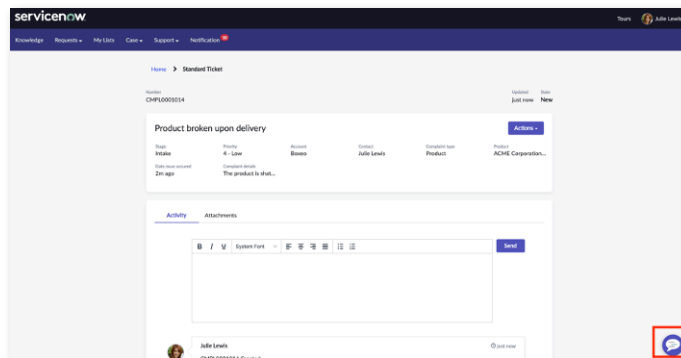 servicenow
Tours Julie Lewis
Knowledge Requests My Lists Case Support Notification
Home > Standard Ticket
Number Updated State
CMPL0001014 just now New
Product broken upon delivery Actions
Stage Priority Account Contact Complaint type Product
Intake 4 - Low Boxeo Julie Lewis Product ACME Corporation...
Date issue occurred Complaint details
2m ago The product is shat...
Activity Attachments
B I U System Font Send
Julie Lewis just now
CMPL0001014 Created